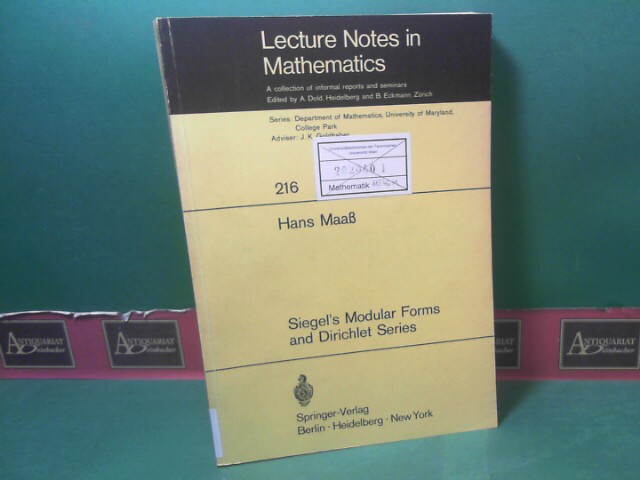 Lecture Notes in
Mathematics
A collection of informal reports and seminars
Edited by A. Dold, Heidelberg and B. Eckmann, Zürich
Series: Department of Mathematics, University of Maryland,
College Park
Adviser: J. K. Goldhaber
216
Mathematik
Hans Maaß
Siegel's Modular Forms
and Dirichlet Series
Springer-Verlag
Berlin · Heidelberg · New York
ANTIQUARIAT
ANTIQUARIAT
ANTIQUARIAT